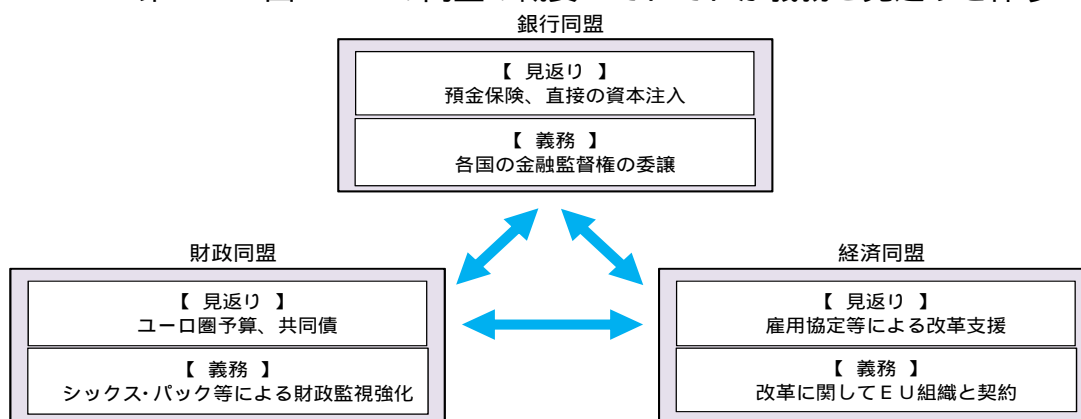 銀行同盟
【 見返り 】
預金保険、直接の資本注入
【 義務 】
各国の金融監督権の委譲
財政同盟
【 見返り 】
ユーロ圏予算、共同債
【 義務 】
シックス・パック等による財政監視強化
経済同盟
【 見返り 】
雇用協定等による改革支援
【 義務 】
改革に関してＥＵ組織と契約